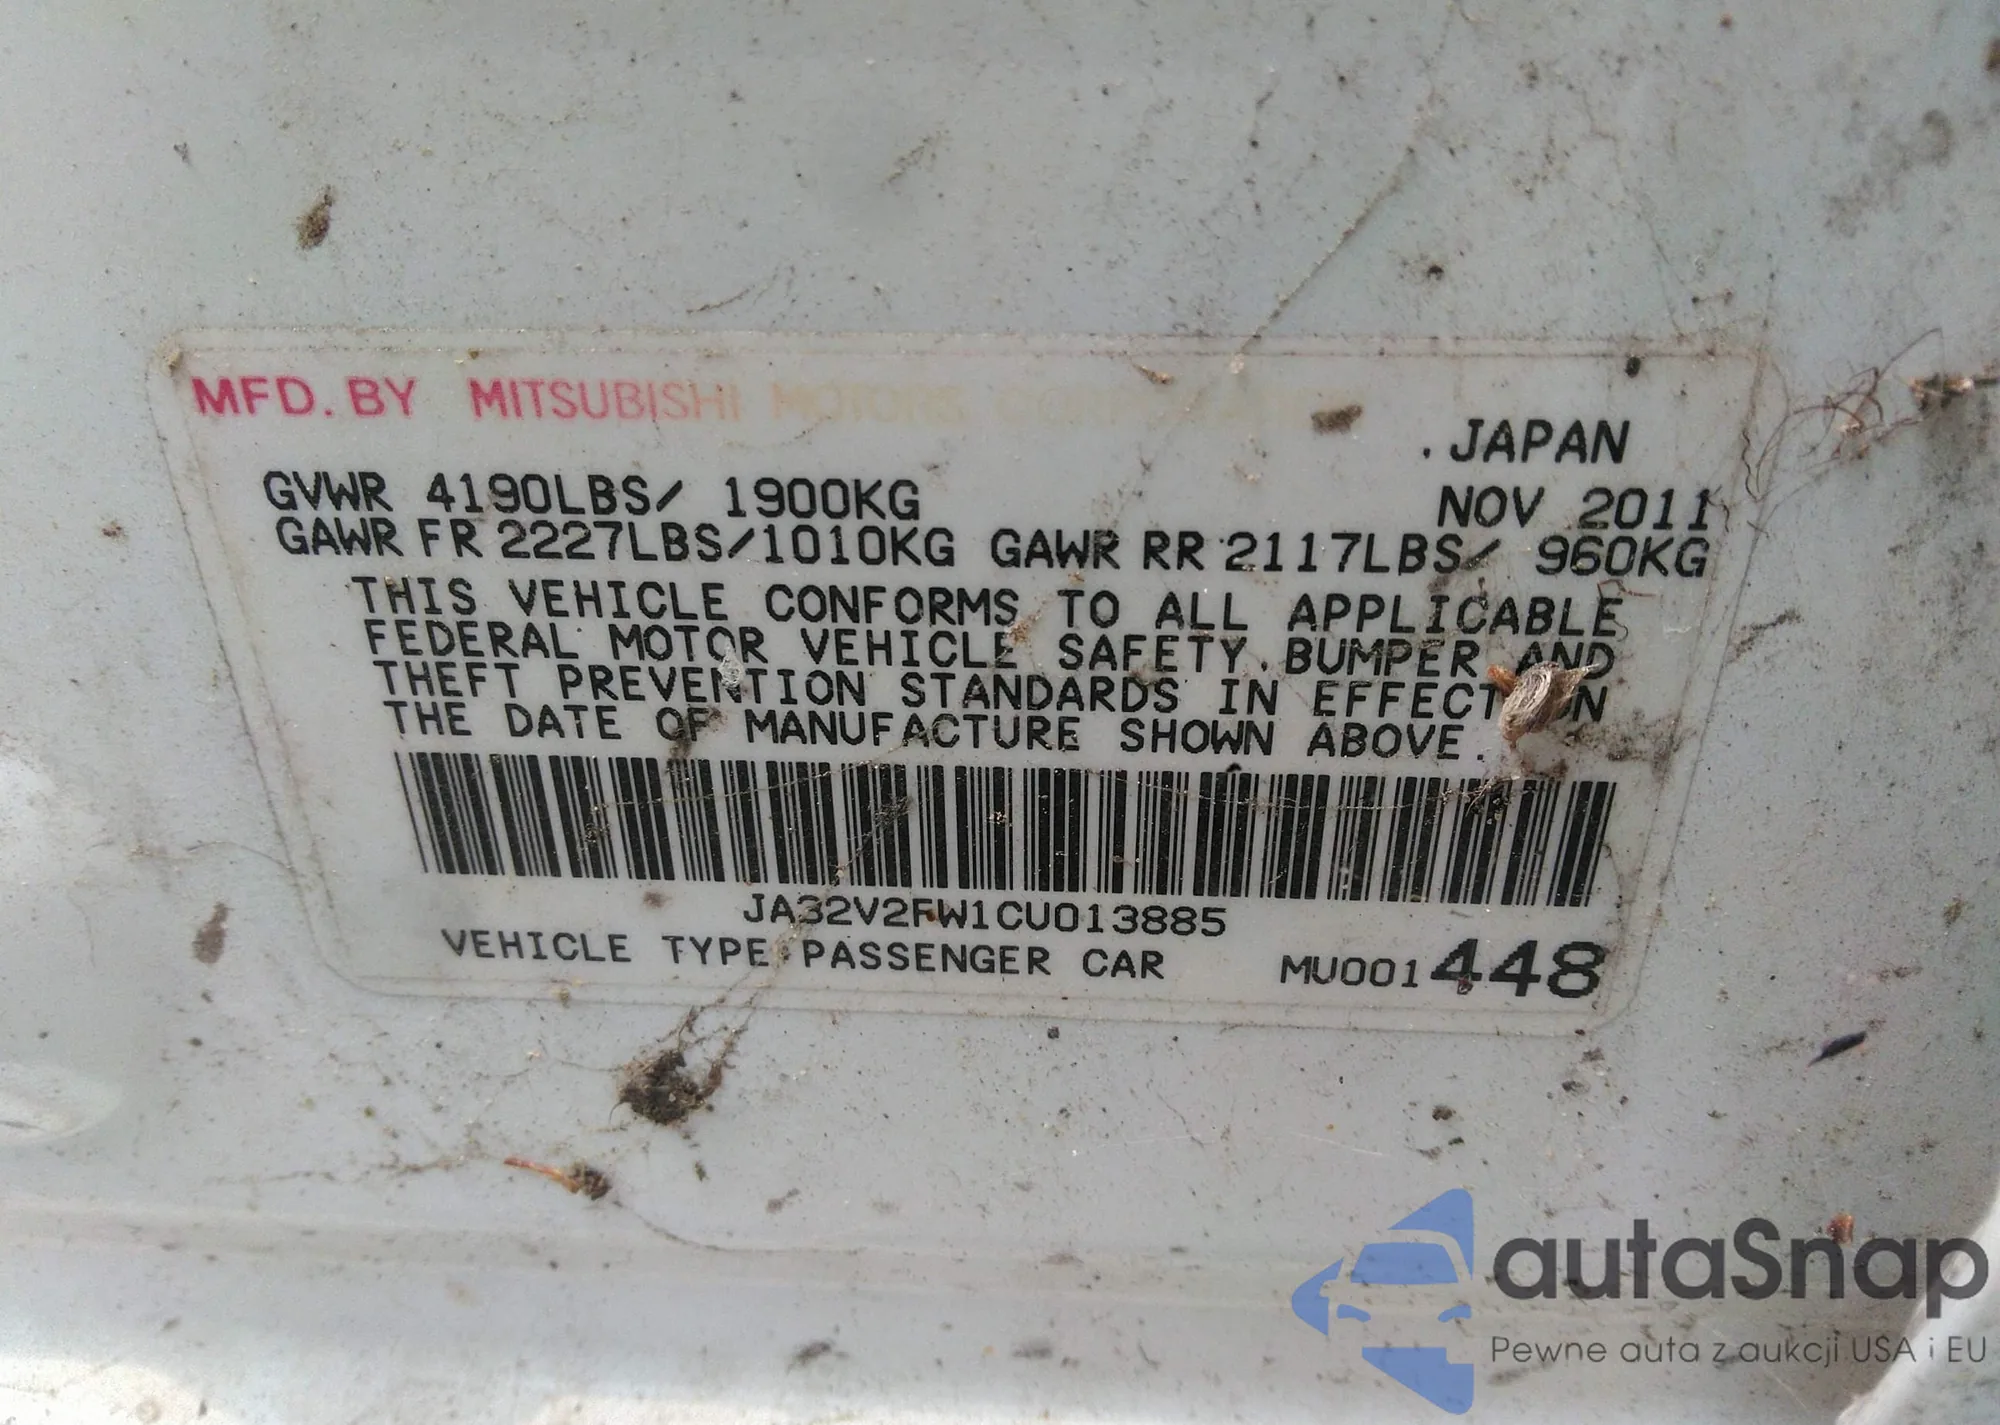 MFD. BY MITSUBISHI MOTORS CORPORATION
.JAPAN
GVWR 4190LBS/ 1900KG NOV 2011
GAWR FR 2227LBS/1010KG GAWR RR 2117LBS/ 960KG
THIS VEHICLE CONFORMS TO ALL APPLICABLE
FEDERAL MOTOR VEHICLE SAFETY, BUMPER AND
THEFT PREVENTION STANDARDS IN EFFECT ON
THE DATE OF MANUFACTURE SHOWN ABOVE.
JA32V2FW1CU013885
VEHICLE TYPE:PASSENGER CAR MU001448
autaSnap
Pewne auta z aukcji USA i EU